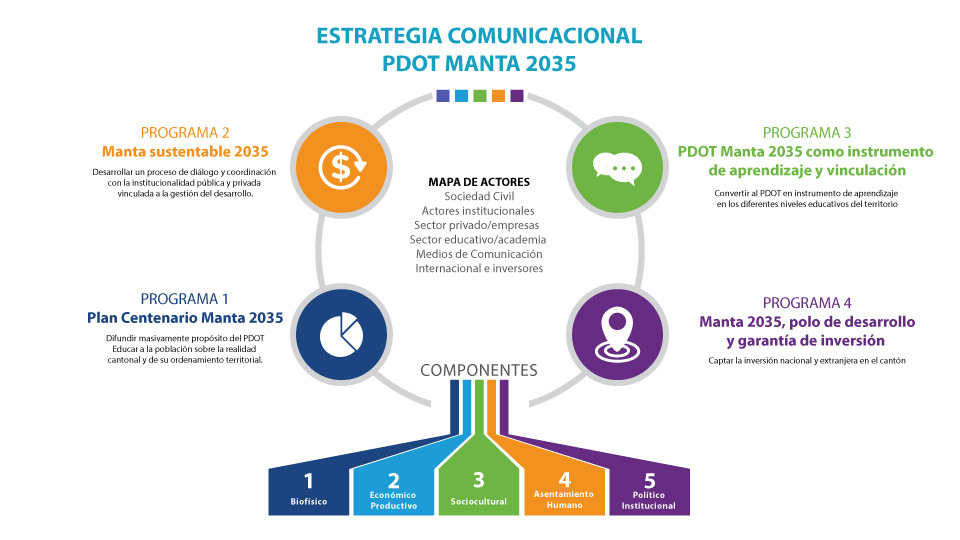 ESTRATEGIA COMUNICACIONAL
PDOT MANTA 2035
PROGRAMA 2
Manta sustentable 2035
Desarrollar un proceso de diálogo y coordinación
con la institucionalidad pública y privada
vinculada a la gestión del desarrollo.
$
PROGRAMA 3
PDOT Manta 2035 como instrumento
de aprendizaje y vinculación
Convertir al PDOT en instrumento de aprendizaje
en los diferentes niveles educativos del territorio
MAPA DE ACTORES
Sociedad Civil
Actores institucionales
Sector privado/empresas
Sector educativo/academia
Medios de Comunicación
Internacional e inversores
PROGRAMA 1
Plan Centenario Manta 2035
Difundir masivamente propósito del PDOT
Educar a la población sobre la realidad
cantonal y de su ordenamiento territorial.
PROGRAMA 4
Manta 2035, polo de desarrollo
y garantía de inversión
Captar la inversión nacional y extranjera en el cantón
COMPONENTES
1
Biofísico
2
Económico
Productivo
3
Sociocultural
4
Asentamiento
Humano
5
Político
Institucional